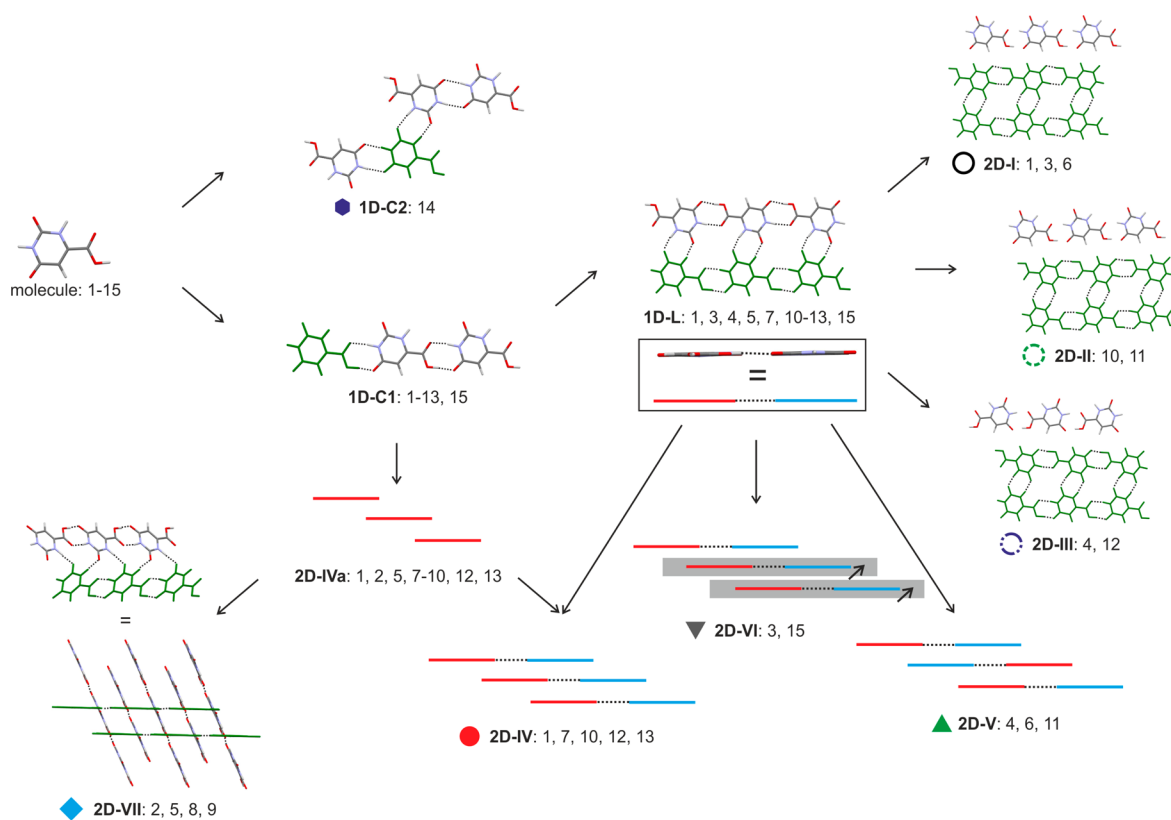 2D-I: 1, 3, 6
1D-C2: 14
molecule: 1-15
1D-L: 1, 3, 4, 5, 7, 10-13, 15
2D-II: 10, 11
=
1D-C1: 1-13, 15
2D-III: 4, 12
2D-IVa: 1, 2, 5, 7-10, 12, 13
=
2D-VI: 3, 15
2D-V: 4, 6, 11
2D-IV: 1, 7, 10, 12, 13
2D-VII: 2, 5, 8, 9